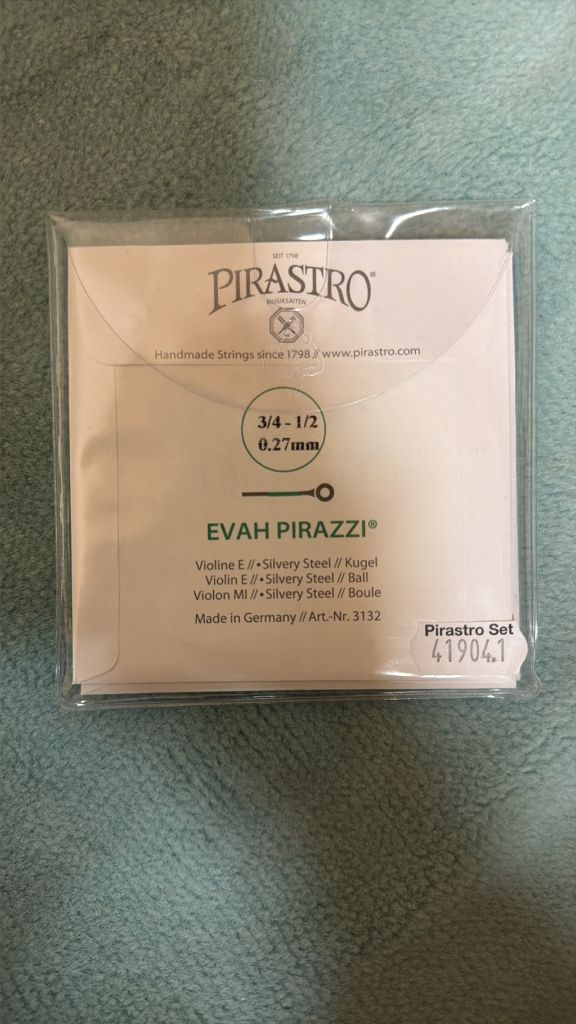 SEIT 1798
PIRASTRO®
MUSIKSAITEN
Handmade Strings since 1798 // www.pirastro.com
3/4 - 1/2
0.27mm
EVAH PIRAZZI®
Violine E // • Silvery Steel // Kugel
Violin E // • Silvery Steel // Ball
Violon MI // • Silvery Steel // Boule
Made in Germany // Art.-Nr. 3132
Pirastro Set
41904.1